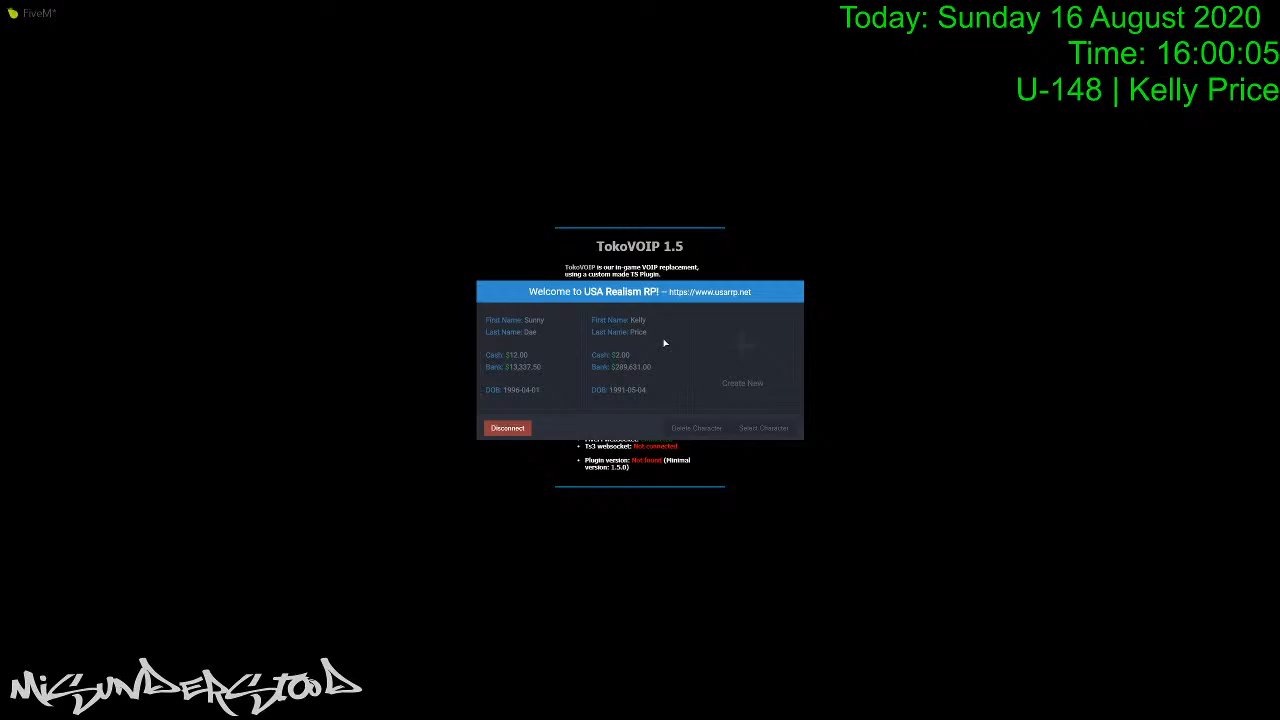 FiveM*
Today: Sunday 16 August 2020
Time: 16:00:05
U-148 | Kelly Price
TokoVOIP 1.5
TokoVOIP is our in-game VOIP replacement,
using a custom made TS Plugin.
Welcome to USA Realism RP! – https://www.usarrp.net
First Name: Sunny
Last Name: Dae
Cash: $12.00
Bank: $13,337.50
DOB: 1996-04-01
First Name: Kelly
Last Name: Price
Cash: $2.00
Bank: $289,631.00
DOB: 1991-05-04
+
Create New
Disconnect
Delete Character
Select Character
Ts3 websocket: Not connected
Plugin version: Not found (Minimal
version: 1.5.0)
MiSUNDERSTOOD